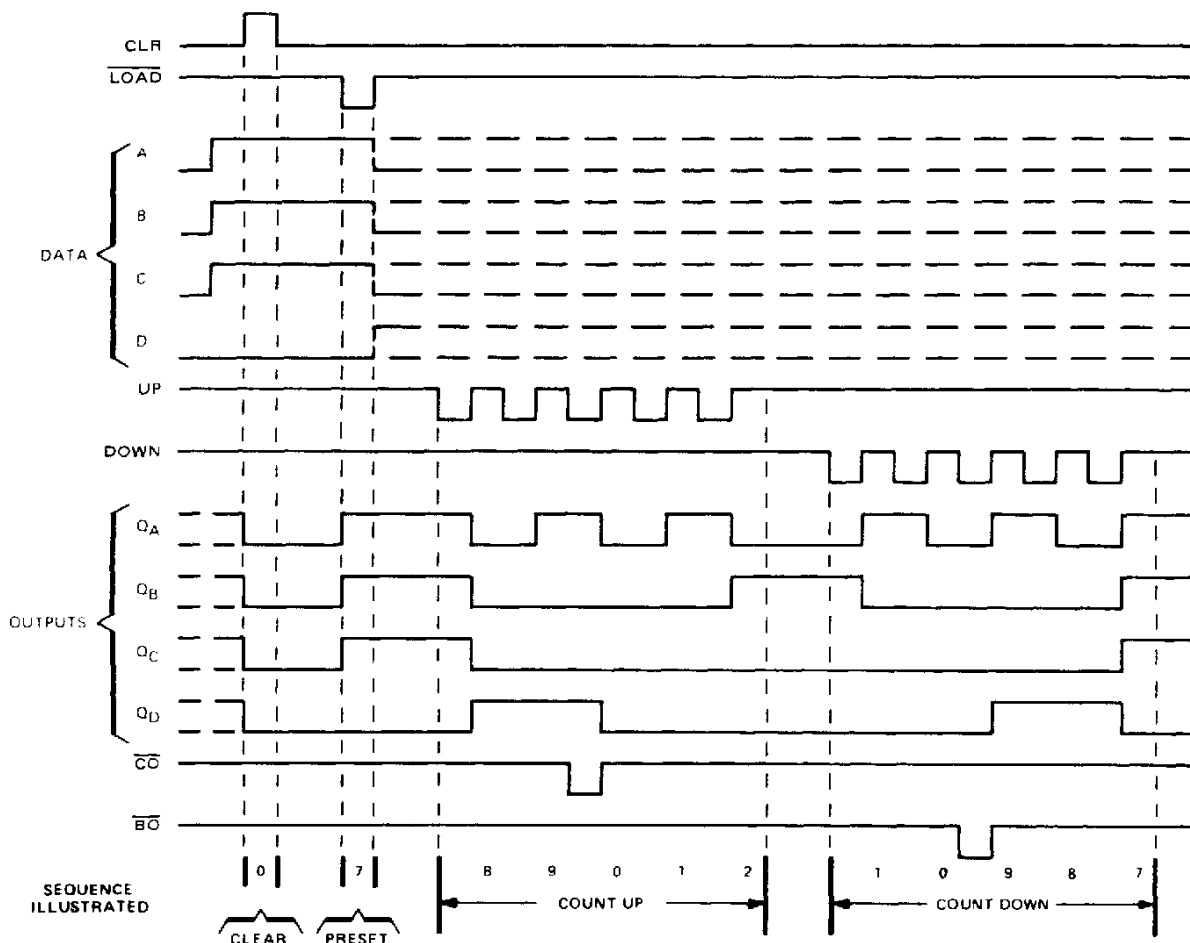 CLR
LOAD
A
B
DATA
C
D
UP
DOWN
QA
QB
OUTPUTS
QC
QD
CO
BO
0 7 8 9 0 1 2 1 0 9 8 7
SEQUENCE
ILLUSTRATED
COUNT UP COUNT DOWN
CLEAR PRESET